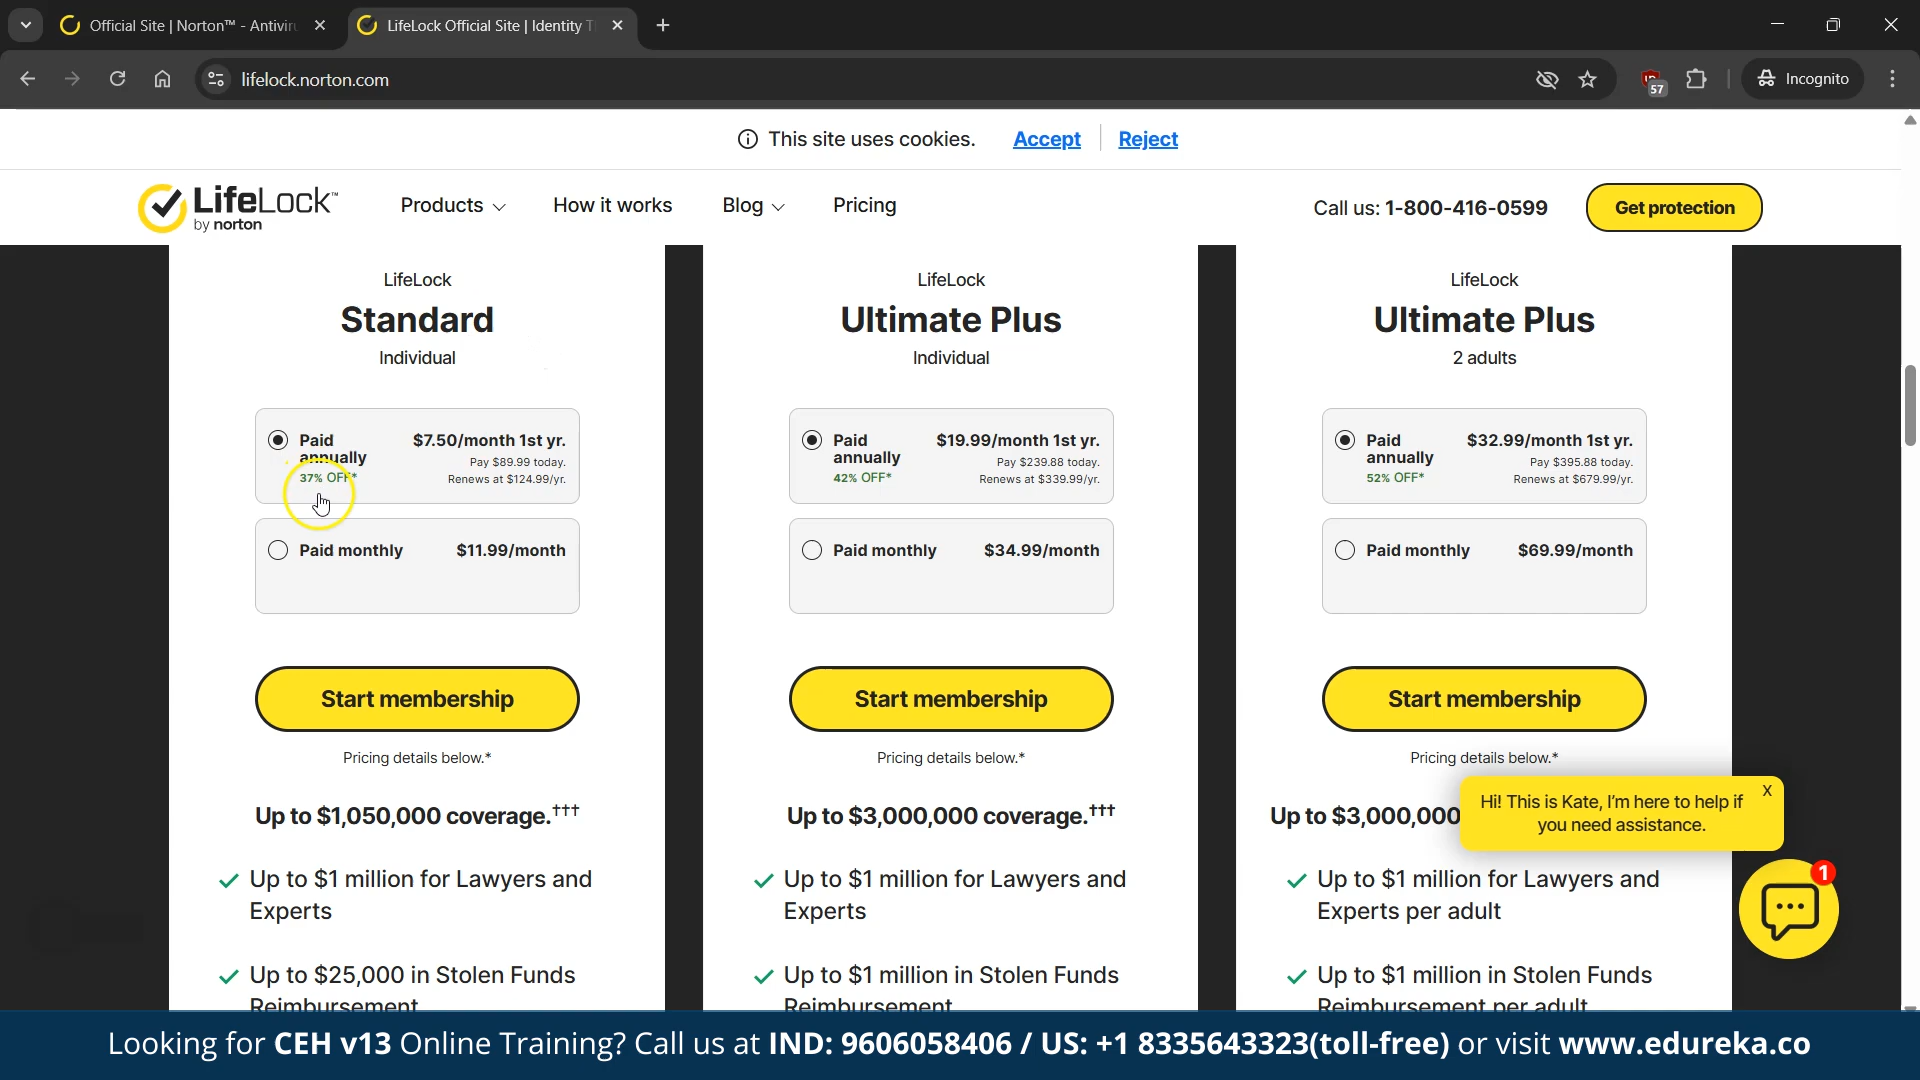 Official Site | Norton™ - Antiviru
LifeLock Official Site | Identity T
lifelock.norton.com
57
Incognito
This site uses cookies.
Accept
Reject
LifeLock™
by norton
Products
How it works
Blog
Pricing
Call us: 1-800-416-0599
Get protection
LifeLock
Standard
Individual
Paid annually
37% OFF*
$7.50/month 1st yr.
Pay $89.99 today.
Renews at $124.99/yr.
Paid monthly
$11.99/month
Start membership
Pricing details below.*
Up to $1,050,000 coverage.†††
Up to $1 million for Lawyers and
Experts
Up to $25,000 in Stolen Funds
Reimbursement
LifeLock
Ultimate Plus
Individual
Paid annually
42% OFF*
$19.99/month 1st yr.
Pay $239.88 today.
Renews at $339.99/yr.
Paid monthly
$34.99/month
Start membership
Pricing details below.*
Up to $3,000,000 coverage.†††
Up to $1 million for Lawyers and
Experts
Up to $1 million in Stolen Funds
Reimbursement
LifeLock
Ultimate Plus
2 adults
Paid annually
52% OFF*
$32.99/month 1st yr.
Pay $395.88 today.
Renews at $679.99/yr.
Paid monthly
$69.99/month
Start membership
Pricing details below.*
Up to $3,000,000
Up to $1 million for Lawyers and
Experts per adult
Up to $1 million in Stolen Funds
Reimbursement per adult
Hi! This is Kate, I'm here to help if
you need assistance.
X
1
Looking for CEH v13 Online Training? Call us at IND: 9606058406 / US: +1 8335643323(toll-free) or visit www.edureka.co